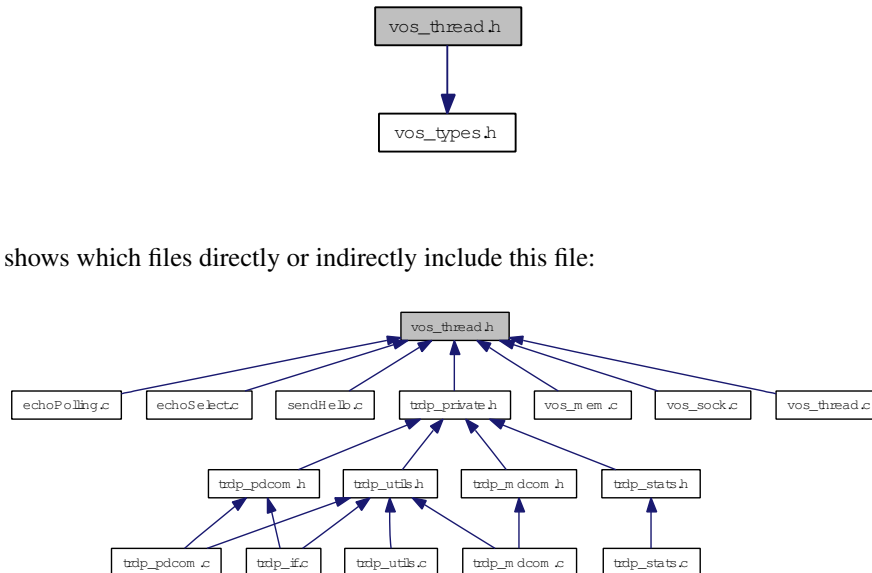 vos_thread.h
vos_types.h
shows which files directly or indirectly include this file:
vos_thread.h
echoPolling.c echoSelect.c sendHello.c trdp_private.h vos_mem.c vos_sock.c vos_thread.c
trdp_pdcom.h trdp_utils.h trdp_mdcom.h trdp_stats.h
trdp_pdcom.c trdp_if.c trdp_utils.c trdp_mdcom.c trdp_stats.c